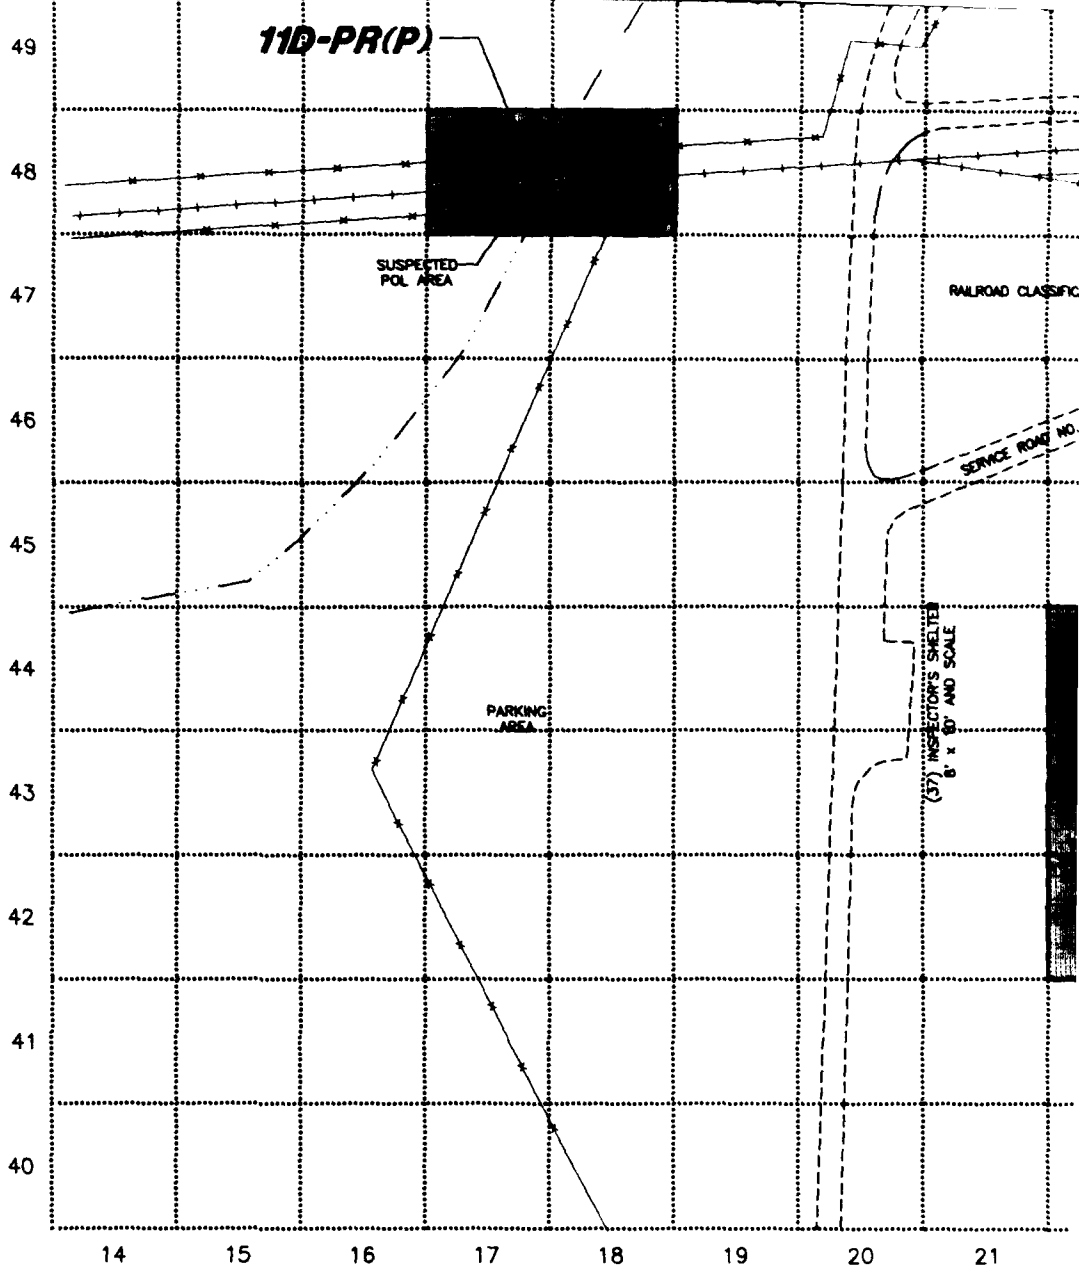 49
11D-PR(P)
48
SUSPECTED
POL AREA
47
RAILROAD CLASSIFIC
46
SERVICE ROAD NO.
45
44
(37) INSPECTOR'S SHELTER
8' x 10' AND SCALE
PARKING
AREA
43
42
41
40
14 15 16 17 18 19 20 21